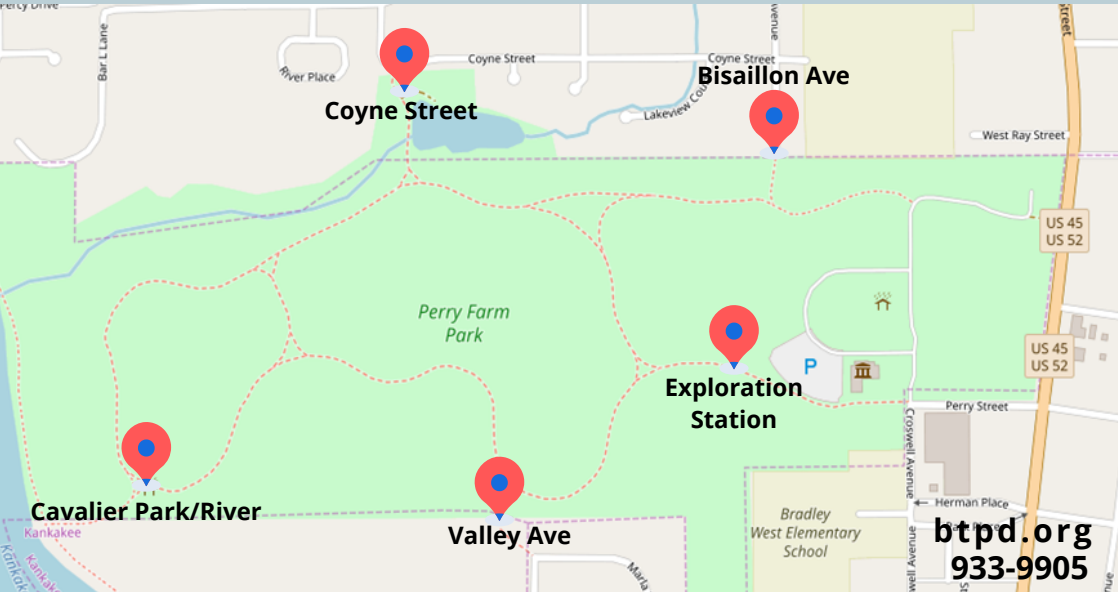 Percy Drive
Bar L Lane
River Place
Coyne Street
Coyne Street
Avenue
Street
Bisaillon Ave
Coyne Street
Lakeview
West Ray Street
US 45
US 52
Perry Farm
Park
US 45
US 52
P
Exploration
Station
Perry Street
Croswell Avenue
Cavalier Park/River
Kankakee
Valley Ave
Bradley
West Elementary
School
Herman Place
btpd.org
933-9905
Marla